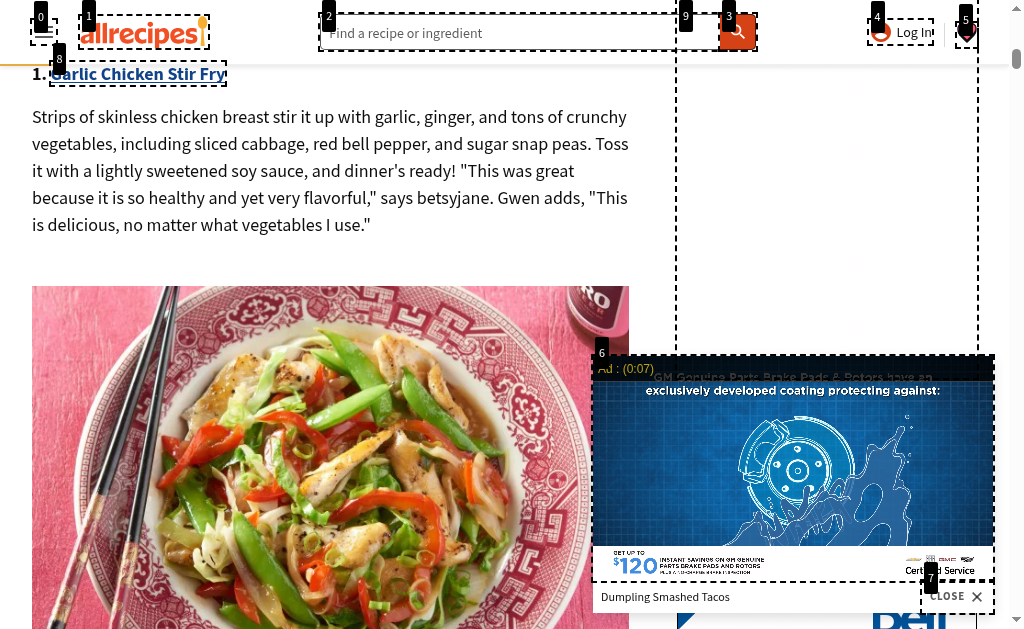 0
1
2
9
3
4
5
allrecipes
Find a recipe or ingredient
Log In
8
1. Garlic Chicken Stir Fry
Strips of skinless chicken breast stir it up with garlic, ginger, and tons of crunchy
vegetables, including sliced cabbage, red bell pepper, and sugar snap peas. Toss
it with a lightly sweetened soy sauce, and dinner's ready! "This was great
because it is so healthy and yet very flavorful," says betsyjane. Gwen adds, "This
is delicious, no matter what vegetables I use."
6
Ad : (0:07)
GM Genuine Parts Brake Pads & Rotors have an
exclusively developed coating protecting against:
GET UP TO
$120
INSTANT SAVINGS ON GM GENUINE
PARTS BRAKE PADS AND ROTORS
PLUS A NO-CHARGE BRAKE INSPECTION
Service
7
Dumpling Smashed Tacos
CLOSE